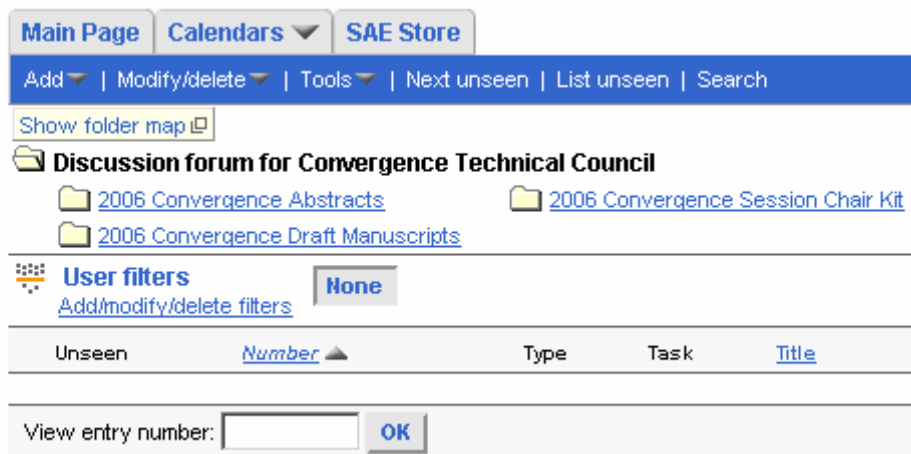 Main Page Calendars SAE Store
Add | Modify/delete | Tools | Next unseen | List unseen | Search
Show folder map
Discussion forum for Convergence Technical Council
2006 Convergence Abstracts 2006 Convergence Session Chair Kit
2006 Convergence Draft Manuscripts
User filters None
Add/modify/delete filters
Unseen Number Type Task Title
View entry number: OK